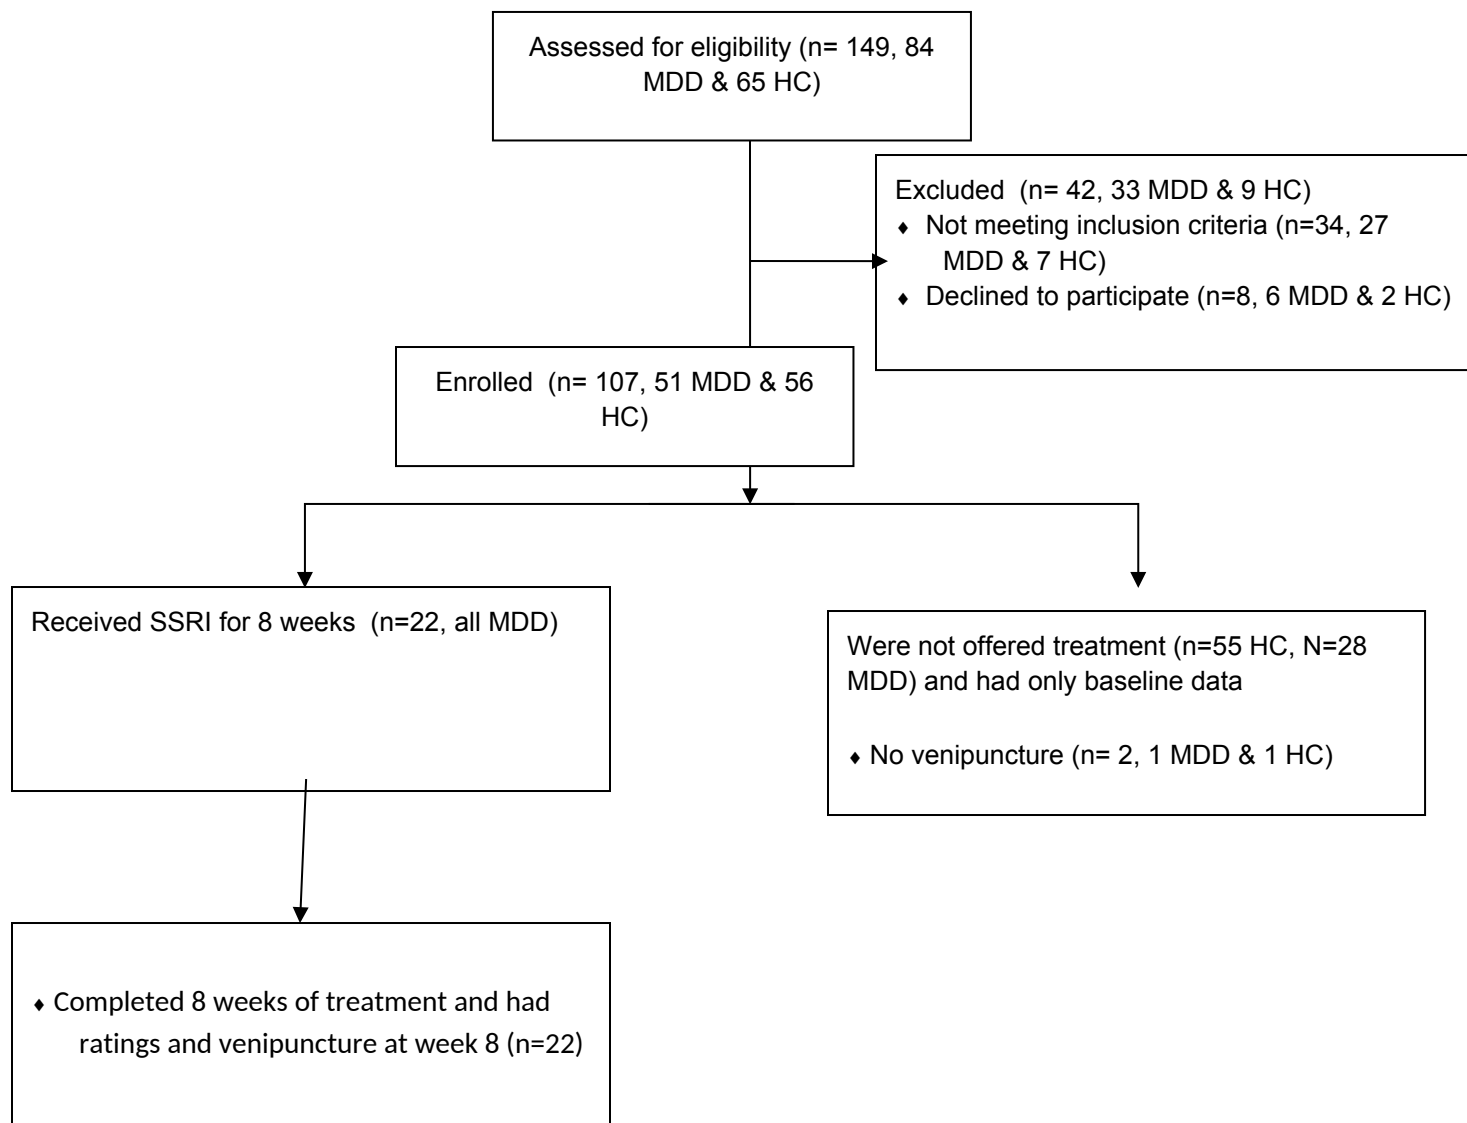 Assessed for eligibility (n= 149, 84
MDD & 65 HC)
Excluded  (n= 42, 33 MDD & 9 HC)
♦ Not meeting inclusion criteria (n=34, 27
MDD & 7 HC)
♦ Declined to participate (n=8, 6 MDD & 2 HC)
Enrolled  (n= 107, 51 MDD & 56
HC)
Received SSRI for 8 weeks  (n=22, all MDD)
Were not offered treatment (n=55 HC, N=28
MDD) and had only baseline data
♦ No venipuncture (n= 2, 1 MDD & 1 HC)
♦ Completed 8 weeks of treatment and had
ratings and venipuncture at week 8 (n=22)